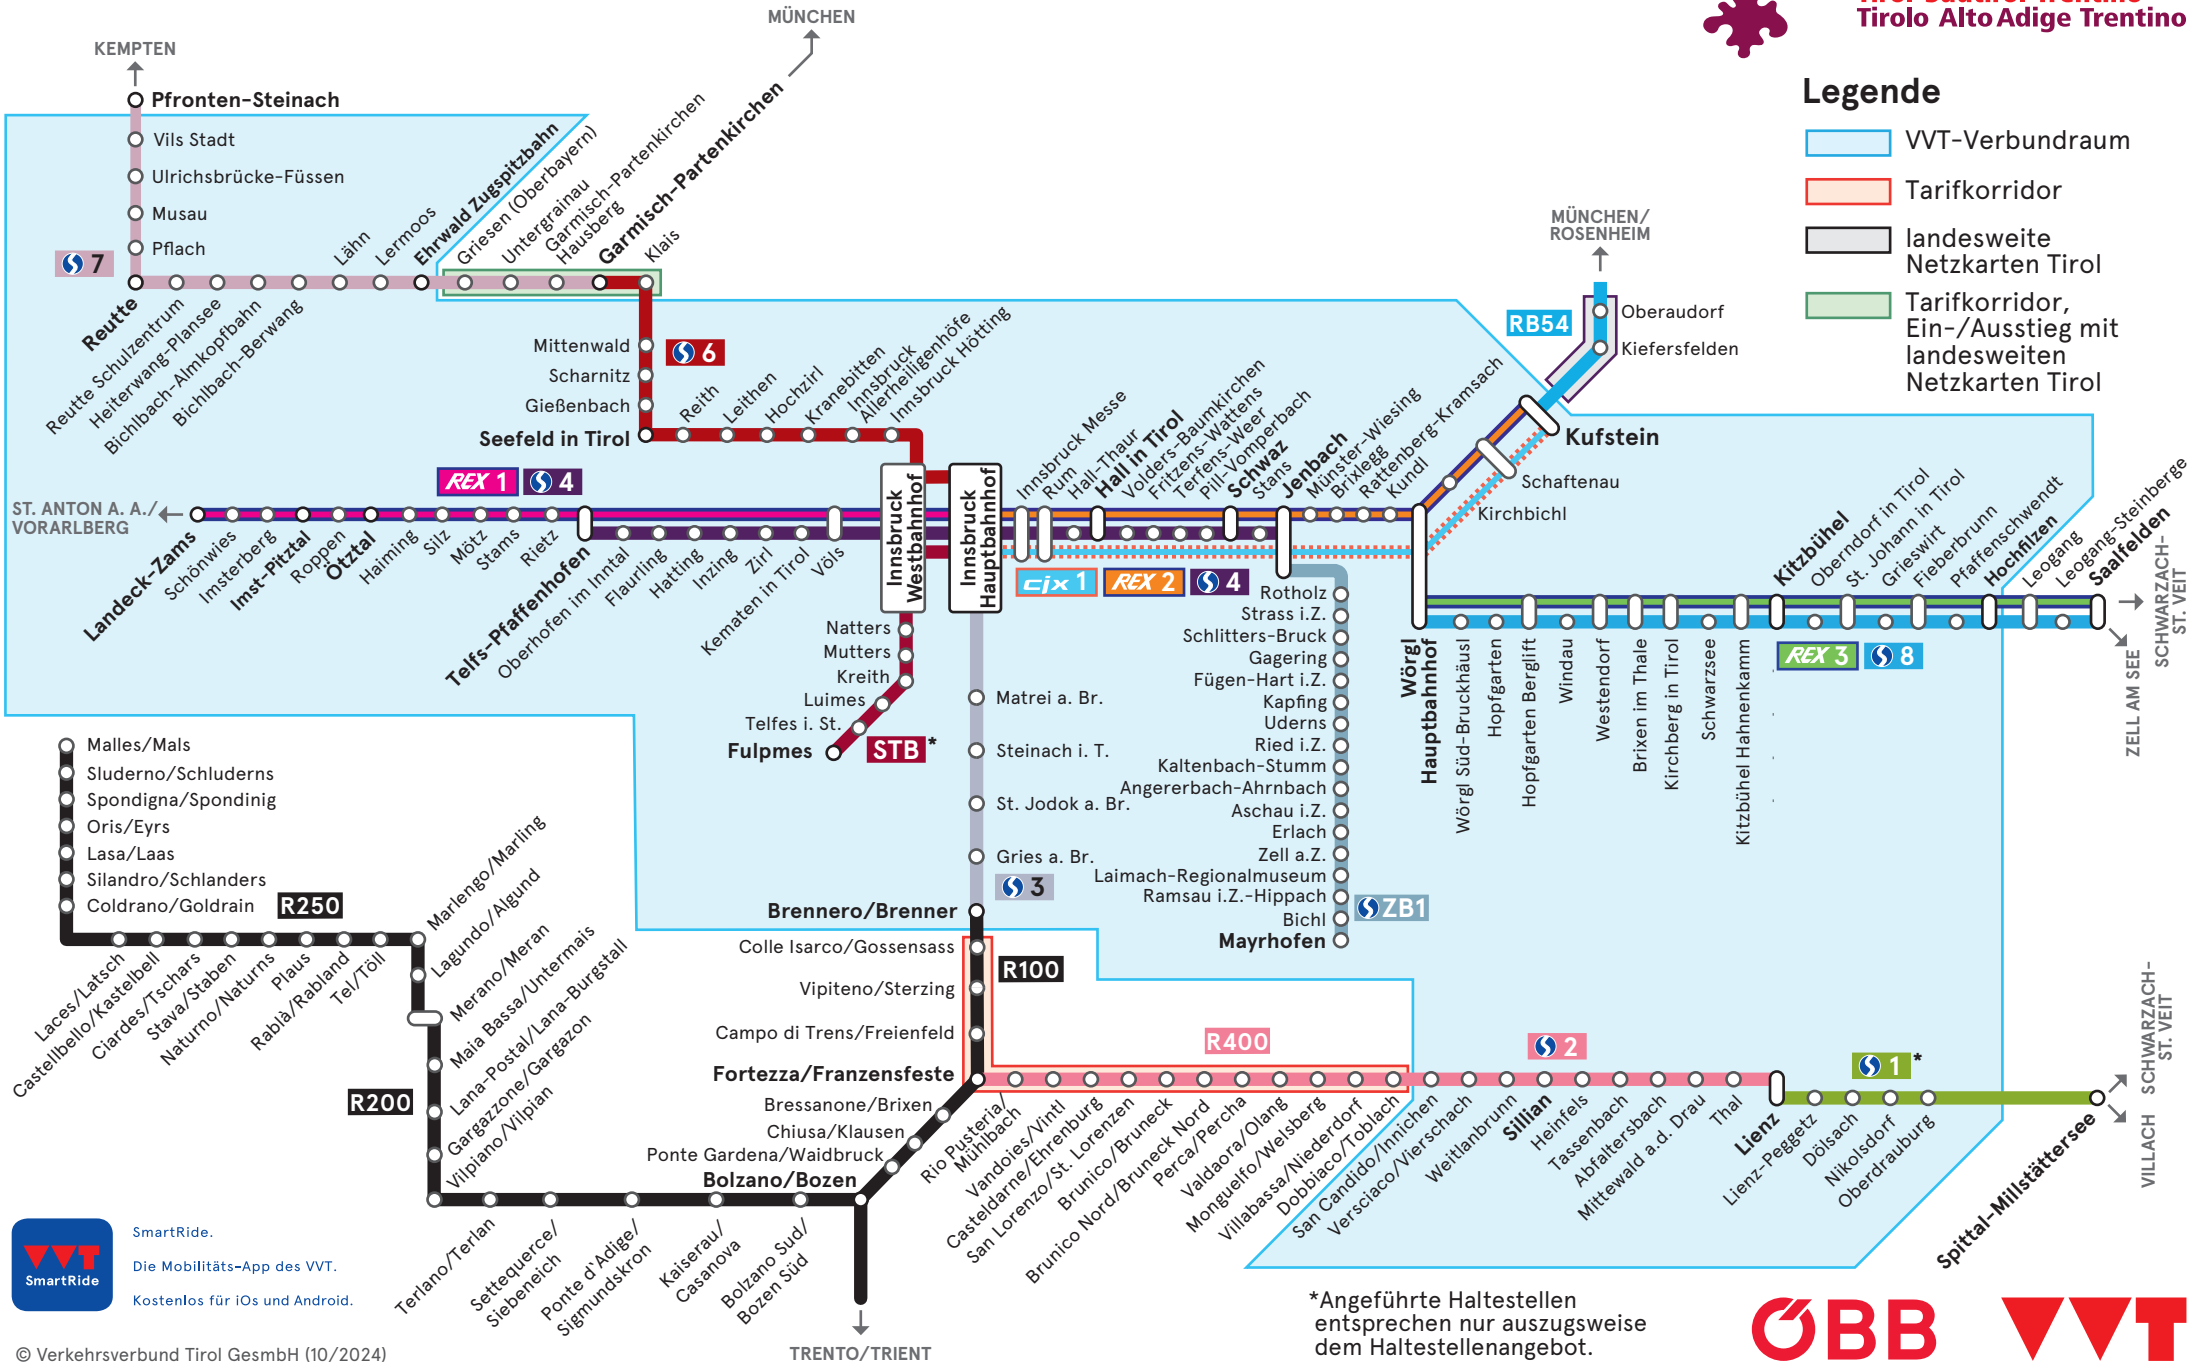 MÜNCHEN
Tirol Südtirol Trentino
Tirolo Alto Adige Trentino
KEMPTEN
Pfronten-Steinach
Vils Stadt
Ulrichsbrücke-Füssen
Musau
Pflach
7
Reutte
Reutte Schulzentrum
Heiterwang-Plansee
Bichlbach-Almkopfbahn
Bichlbach-Berwang
Lähn
Lermoos
Ehrwald Zugspitzbahn
Griesen (Oberbayern)
Untergrainau
Garmisch-Partenkirchen
Hausberg
Garmisch-Partenkirchen
Klais
Legende
VVT-Verbundraum
Tarifkorridor
landesweite
Netzkarten Tirol
Tarifkorridor,
Ein-/Ausstieg mit
landesweiten
Netzkarten Tirol
MÜNCHEN/
ROSENHEIM
RB54
Oberaudorf
Kiefersfelden
Kufstein
Schaftenau
Kirchbichl
Mittenwald
6
Scharnitz
Gießenbach
Seefeld in Tirol
Reith
Leithen
Hochzirl
Kranebitten
Innsbruck
Allerheiligenhöfe
Innsbruck Hötting
REX 1
4
ST. ANTON A. A./
VORARLBERG
Landeck-Zams
Schönwies
Imsterberg
Imst-Pitztal
Roppen
Ötztal
Haiming
Silz
Mötz
Stams
Rietz
Telfs-Pfaffenhofen
Oberhofen im Inntal
Flaurling
Hatting
Inzing
Zirl
Kematen in Tirol
Völs
Innsbruck
Westbahnhof
Innsbruck
Hauptbahnhof
Innsbruck Messe
Rum
Hall-Thaur
Hall in Tirol
Volders-Baumkirchen
Fritzens-Wattens
Terfens-Weer
Pill-Vomperbach
Schwaz
Stans
Jenbach
Münster-Wiesing
Brixlegg
Rattenberg-Kramsach
Kundl
cjx 1
REX 2
4
Wörgl
Hauptbahnhof
Wörgl Süd-Bruckhäusl
Hopfgarten
Hopfgarten Berglift
Windau
Westendorf
Brixen im Thale
Kirchberg in Tirol
Schwarzsee
Kitzbühel Hahnenkamm
Kitzbühel
Oberndorf in Tirol
St. Johann in Tirol
Grieswirt
Fieberbrunn
Pfaffenschwendt
Hochfilzen
Leogang
Leogang-Steinberge
Saalfelden
REX 3
8
SCHWARZACH-
ST. VEIT
ZELL AM SEE
Natters
Mutters
Kreith
Luimes
Telfes i. St.
Fulpmes
STB *
Matrei a. Br.
Steinach i. T.
St. Jodok a. Br.
Gries a. Br.
3
Brennero/Brenner
Rotholz
Strass i.Z.
Schlitters-Bruck
Gagering
Fügen-Hart i.Z.
Kapfing
Uderns
Ried i.Z.
Kaltenbach-Stumm
Angererbach-Ahrnbach
Aschau i.Z.
Erlach
Zell a.Z.
Laimach-Regionalmuseum
Ramsau i.Z.-Hippach
Bichl
Mayrhofen
ZB1
Malles/Mals
Sluderno/Schluderns
Spondigna/Spondinig
Oris/Eyrs
Lasa/Laas
Silandro/Schlanders
Coldrano/Goldrain
R250
Laces/Latsch
Castelbello/Kastelbell
Ciardes/Tschars
Stava/Staben
Naturno/Naturns
Plaus
Rablà/Rabland
Tel/Töll
Marlengo/Marling
Lagundo/Algund
Merano/Meran
Maia Bassa/Untermais
Lana-Postal/Lana-Burgstall
Gargazzone/Gargazon
Vilpiano/Vilpian
R200
Terlano/Terlan
Settequerce/
Siebeneich
Ponte d'Adige/
Sigmundskron
Kaiserau/
Casanova
Bolzano Sud/
Bozen Süd
Colle Isarco/Gossensass
R100
Vipiteno/Sterzing
Campo di Trens/Freienfeld
Fortezza/Franzensfeste
Bressanone/Brixen
Chiusa/Klausen
Ponte Gardena/Waidbruck
Bolzano/Bozen
TRENTO/TRIENT
R400
Rio Pusteria/
Mühlbach
Vandoies/Vintl
Casteldarne/Ehrenburg
San Lorenzo/St. Lorenzen
Brunico/Bruneck
Brunico Nord/Bruneck Nord
Perca/Percha
Valdaora/Olang
Monguelfo/Welsberg
Villabassa/Niederdorf
Dobbiaco/Toblach
San Candido/Innichen
Versciaco/Vierschach
Weitlanbrunn
Sillian
Heinfels
Tassenbach
Abfaltersbach
Mittewald a.d. Drau
Thal
Lienz
2
1 *
Lienz-Peggetz
Dölsach
Nikolsdorf
Oberdrauburg
Spittal-Millstättersee
SCHWARZACH-
ST. VEIT
VILLACH
VVT
SmartRide
SmartRide.
Die Mobilitäts-App des VVT.
Kostenlos für iOs und Android.
© Verkehrsverbund Tirol GesmbH (10/2024)
*Angeführte Haltestellen
entsprechen nur auszugsweise
dem Haltestellenangebot.
ÖBB
VVT